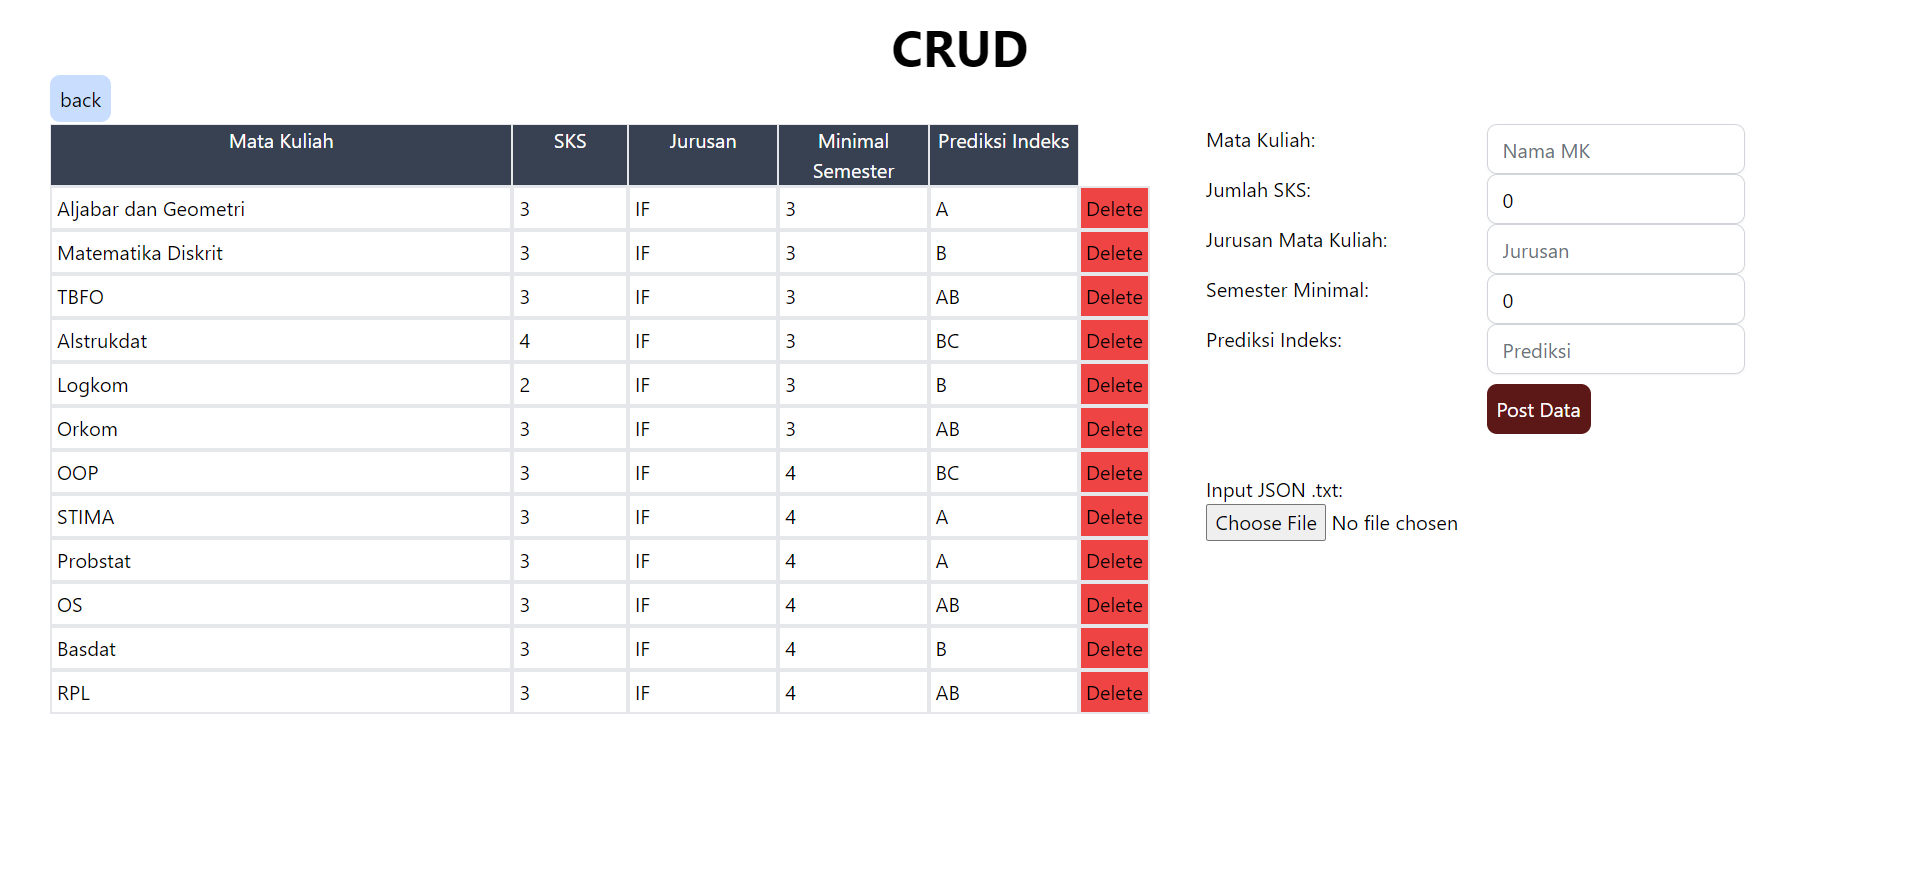 CRUD
back
Mata Kuliah SKS Jurusan Minimal Semester Prediksi Indeks
Aljabar dan Geometri 3 IF 3 A Delete
Matematika Diskrit 3 IF 3 B Delete
TBFO 3 IF 3 AB Delete
Alstrukdat 4 IF 3 BC Delete
Logkom 2 IF 3 B Delete
Orkom 3 IF 3 AB Delete
OOP 3 IF 4 BC Delete
STIMA 3 IF 4 A Delete
Probstat 3 IF 4 A Delete
OS 3 IF 4 AB Delete
Basdat 3 IF 4 B Delete
RPL 3 IF 4 AB Delete
Mata Kuliah: Nama MK
Jumlah SKS: 0
Jurusan Mata Kuliah: Jurusan
Semester Minimal: 0
Prediksi Indeks: Prediksi
Post Data
Input JSON .txt:
Choose File No file chosen